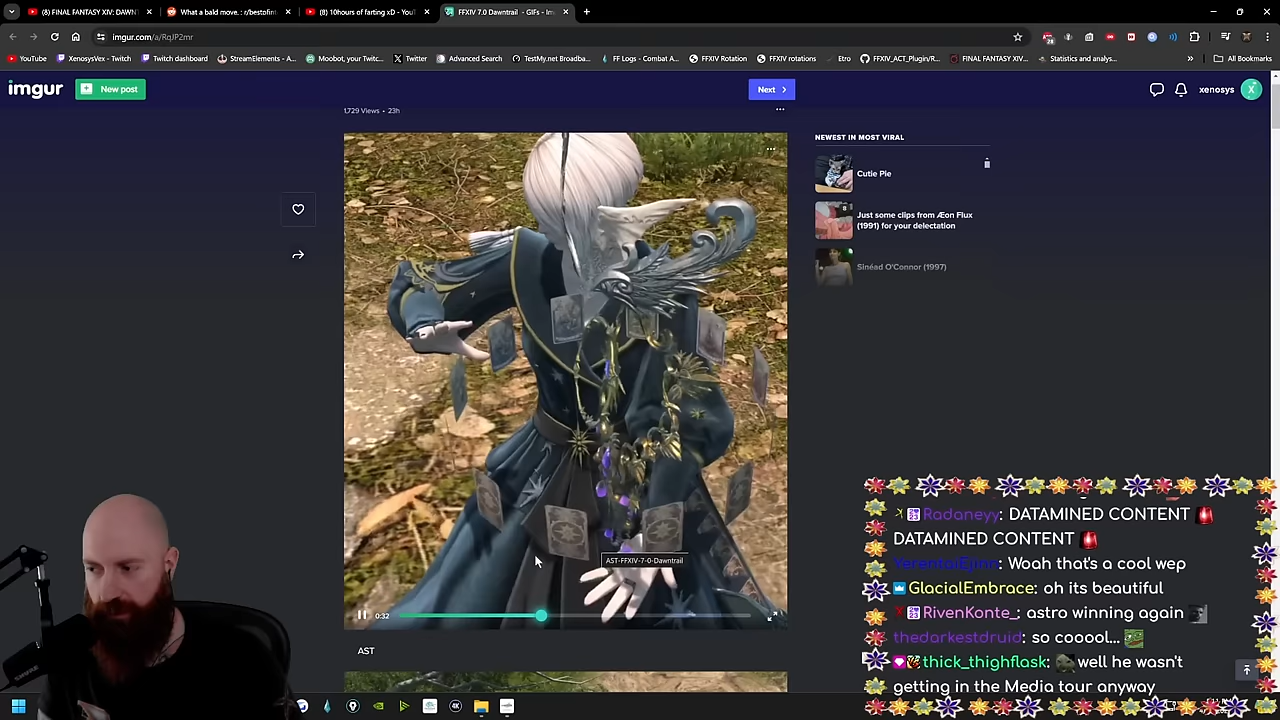 (6) FINAL FANTASY XIV: DAWNT
What a bald move. : r/bestofin
(8) 10hours of farting xD - YouT
FFXIV 7.0 Dawntrail - GIFs - Im
imgur.com/a/RqJP2mr
YouTube
XenosysVex - Twitch
Twitch dashboard
StreamElements - A...
Moobot, your Twitc...
Twitter
Advanced Search
TestMy.net Broadba...
FF Logs - Combat A...
FFXIV Rotation
FFXIV rotations
Etro
FFXIV_ACT_Plugin/R...
FINAL FANTASY XIV...
Statistics and analys...
All Bookmarks
imgur
New post
Next
xenosys
1,729 Views • 23h
NEWEST IN MOST VIRAL
Cutie Pie
Just some clips from Æon Flux
(1991) for your delectation
Sinéad O'Connor (1997)
Radaneyy: DATAMINED CONTENT
DATAMINED CONTENT
YerentaiEjinn: Woah that's a cool wep
GlacialEmbrace: oh its beautiful
RivenKonte_: astro winning again
thedarkestdruid: so cooool...
thick_thighflask: well he wasn't
getting in the Media tour anyway
AST-FFXIV-7-0-Dawntrail
0:32
AST